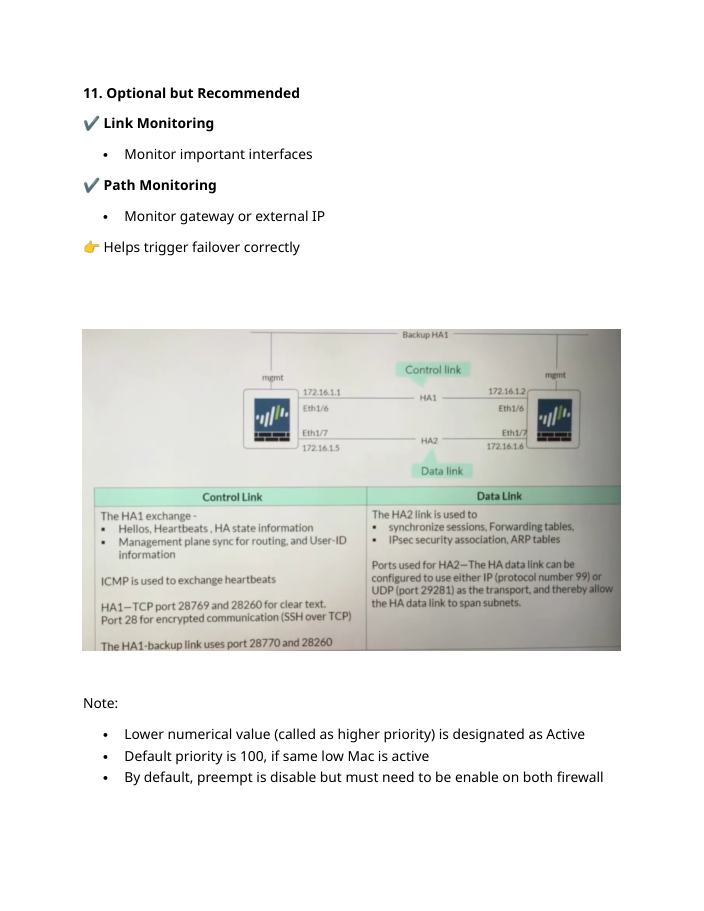 11. Optional but Recommended
✔ Link Monitoring
• Monitor important interfaces
✔ Path Monitoring
• Monitor gateway or external IP
👉 Helps trigger failover correctly
Backup HA1
Control link
mgmt
mgmt
172.16.1.1
HA1
172.16.1.2
Eth1/6
Eth1/6
Eth1/7
HA2
Eth1/7
172.16.1.5
172.16.1.6
Data link
Control Link
The HA1 exchange -
▪ Hellos, Heartbeats , HA state information
▪ Management plane sync for routing, and User-ID
information
ICMP is used to exchange heartbeats
HA1—TCP port 28769 and 28260 for clear text.
Port 28 for encrypted communication (SSH over TCP)
The HA1-backup link uses port 28770 and 28260
Data Link
The HA2 link is used to
▪ synchronize sessions, Forwarding tables,
▪ IPsec security association, ARP tables
Ports used for HA2—The HA data link can be
configured to use either IP (protocol number 99) or
UDP (port 29281) as the transport, and thereby allow
the HA data link to span subnets.
Note:
• Lower numerical value (called as higher priority) is designated as Active
• Default priority is 100, if same low Mac is active
• By default, preempt is disable but must need to be enable on both firewall